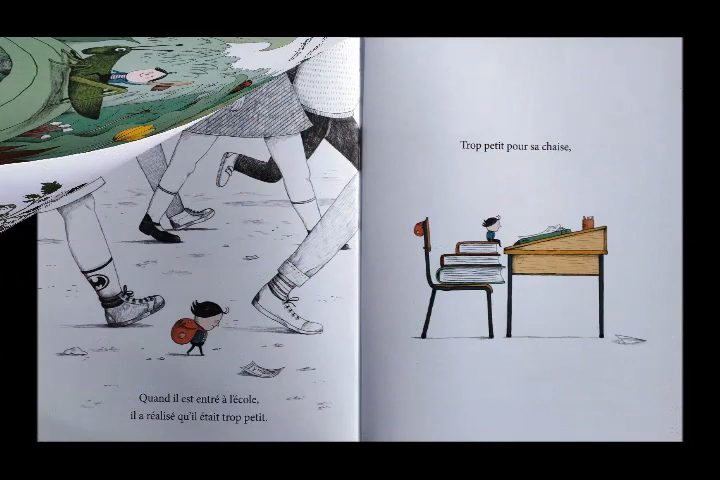 Quand il est entré à l'école,
il a réalisé qu'il était trop petit.
Trop petit pour sa chaise,